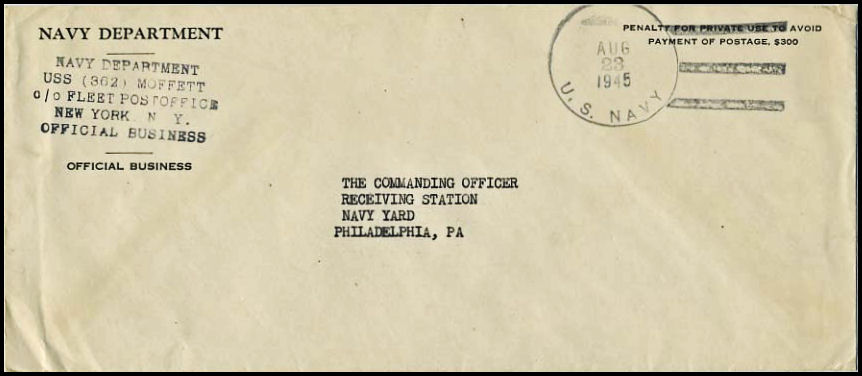 NAVY DEPARTMENT
NAVY DEPARTMENT
USS (362) MOFFETT
c/o FLEET POSTOFFICE
NEW YORK N Y.
OFFICIAL BUSINESS
OFFICIAL BUSINESS
AUG
23
1945
U. S. NAVY
PENALTY FOR PRIVATE USE TO AVOID
PAYMENT OF POSTAGE, $300
THE COMMANDING OFFICER
RECEIVING STATION
NAVY YARD
PHILADELPHIA, PA